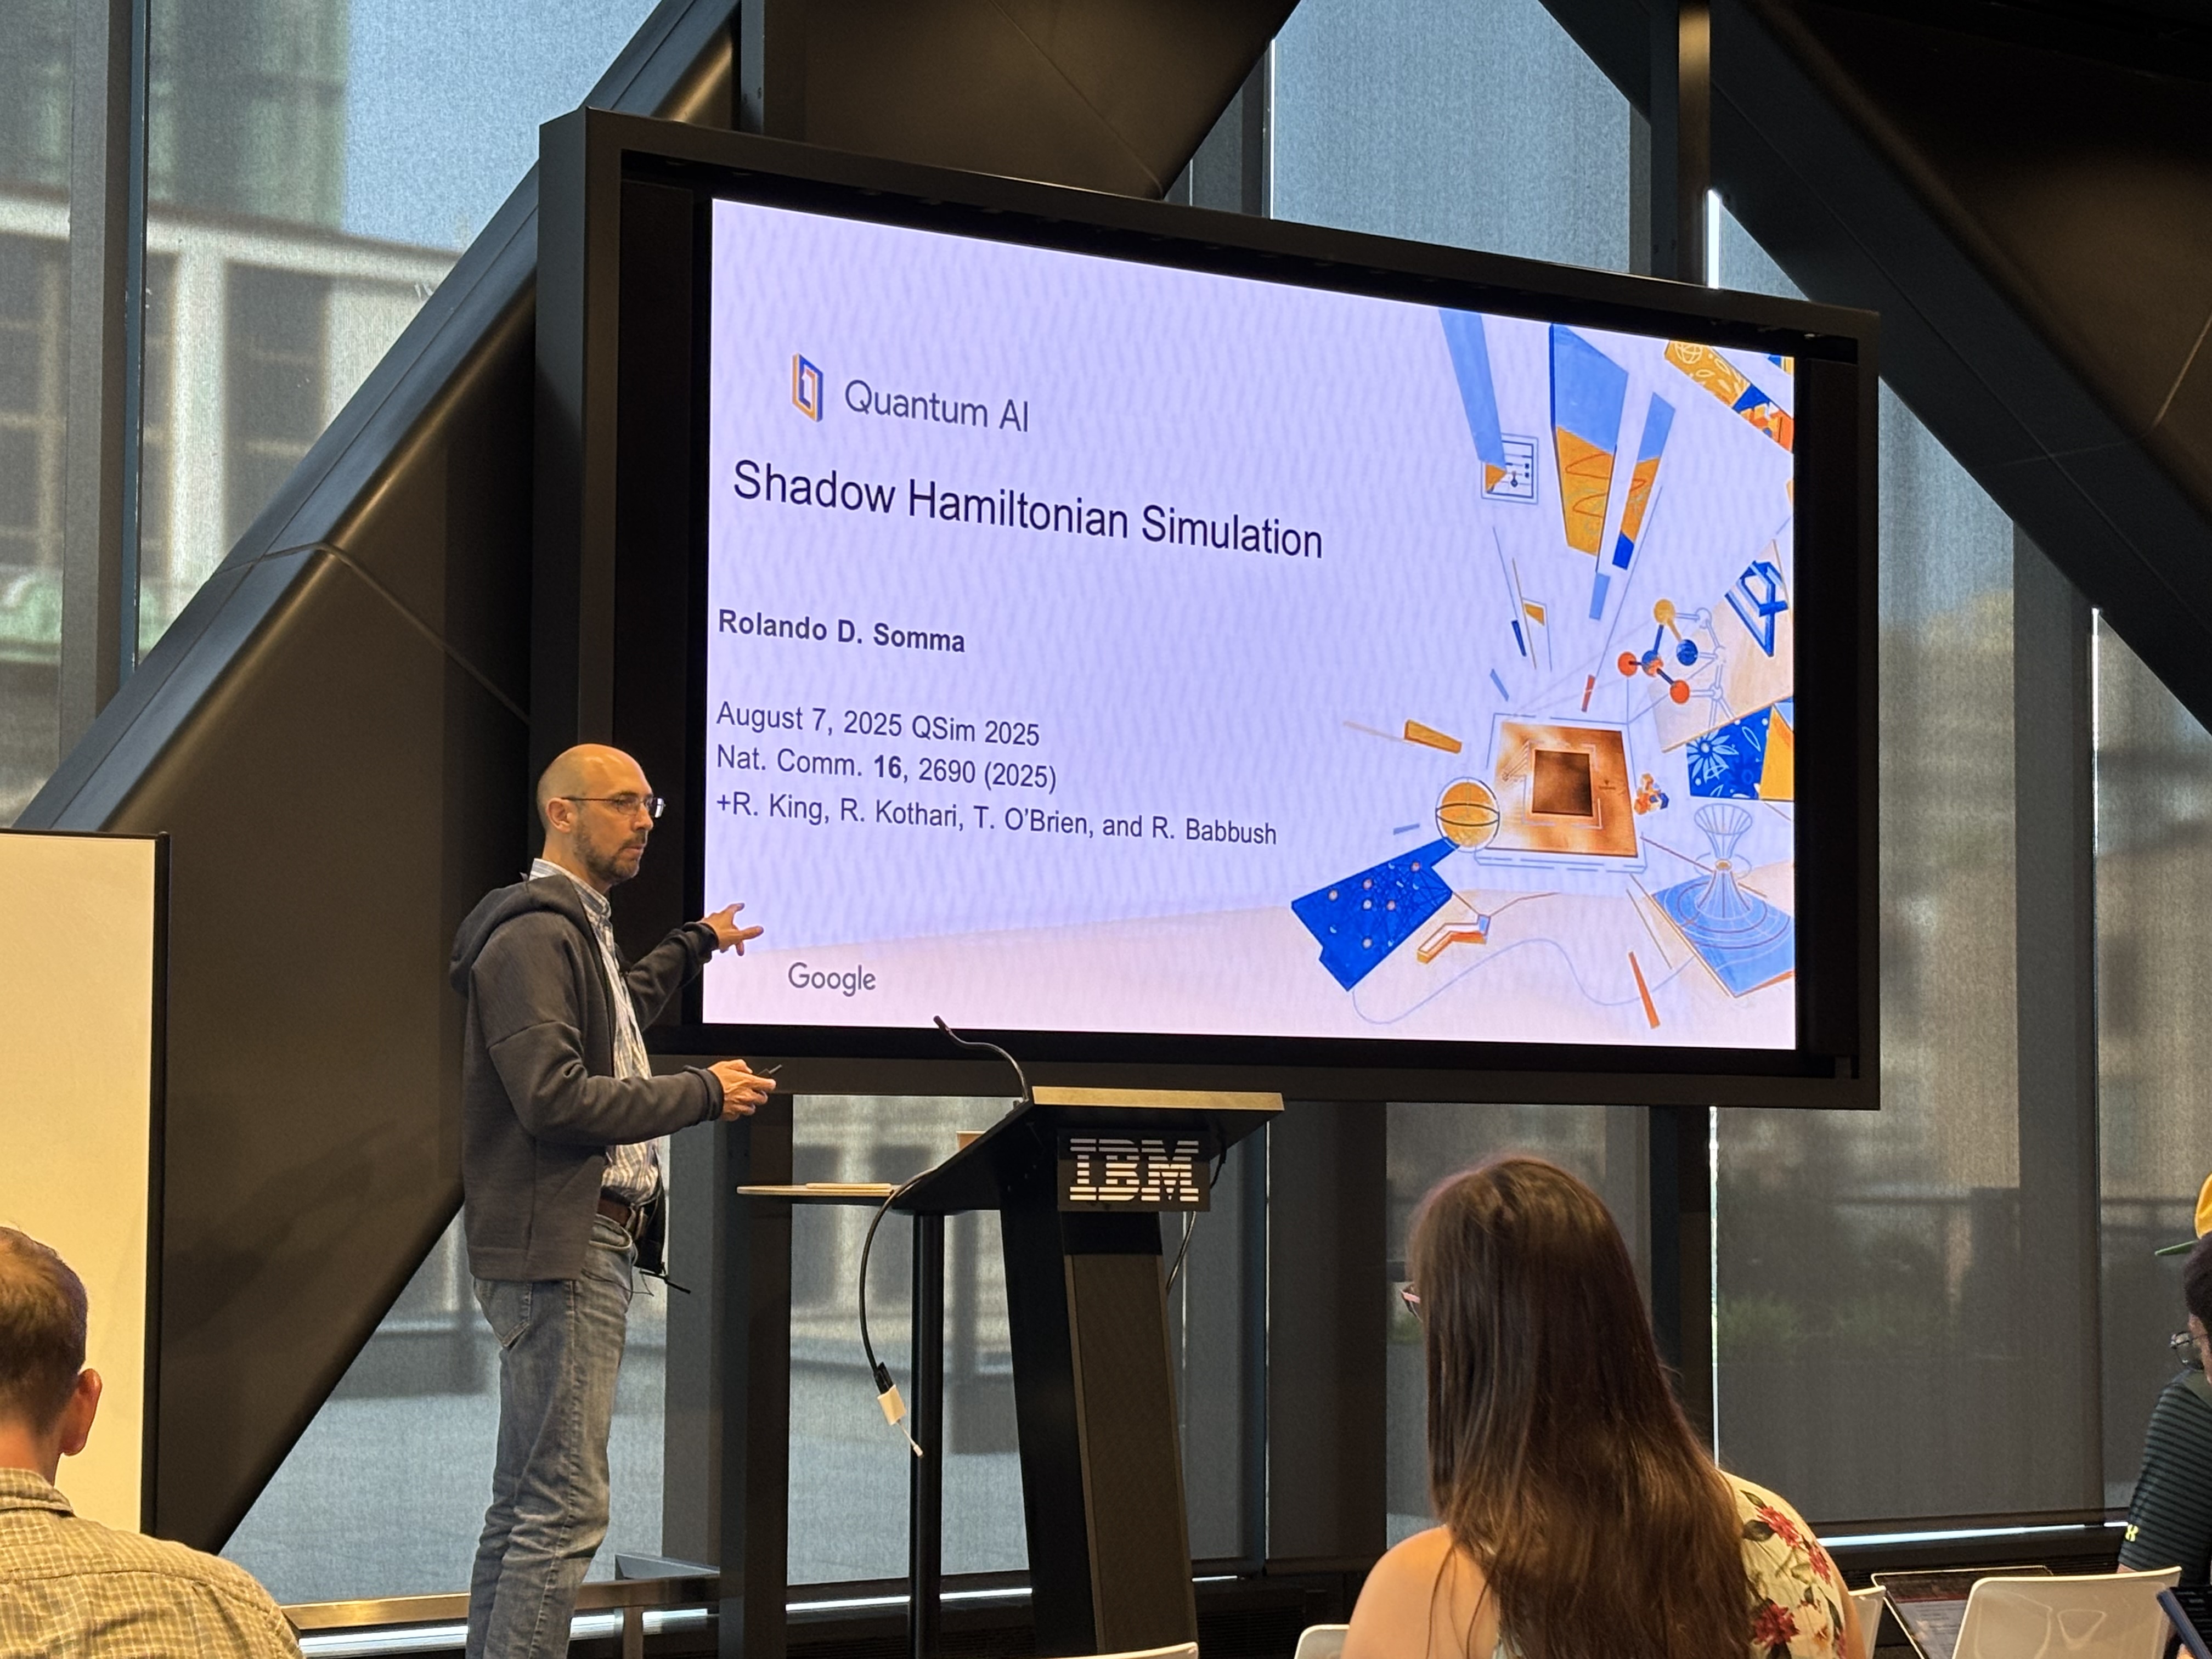 Quantum AI
Shadow Hamiltonian Simulation
Rolando D. Somma
August 7, 2025 QSim 2025
Nat. Comm. 16, 2690 (2025)
+R. King, R. Kothari, T. O'Brien, and R. Babbush
Google
IBM